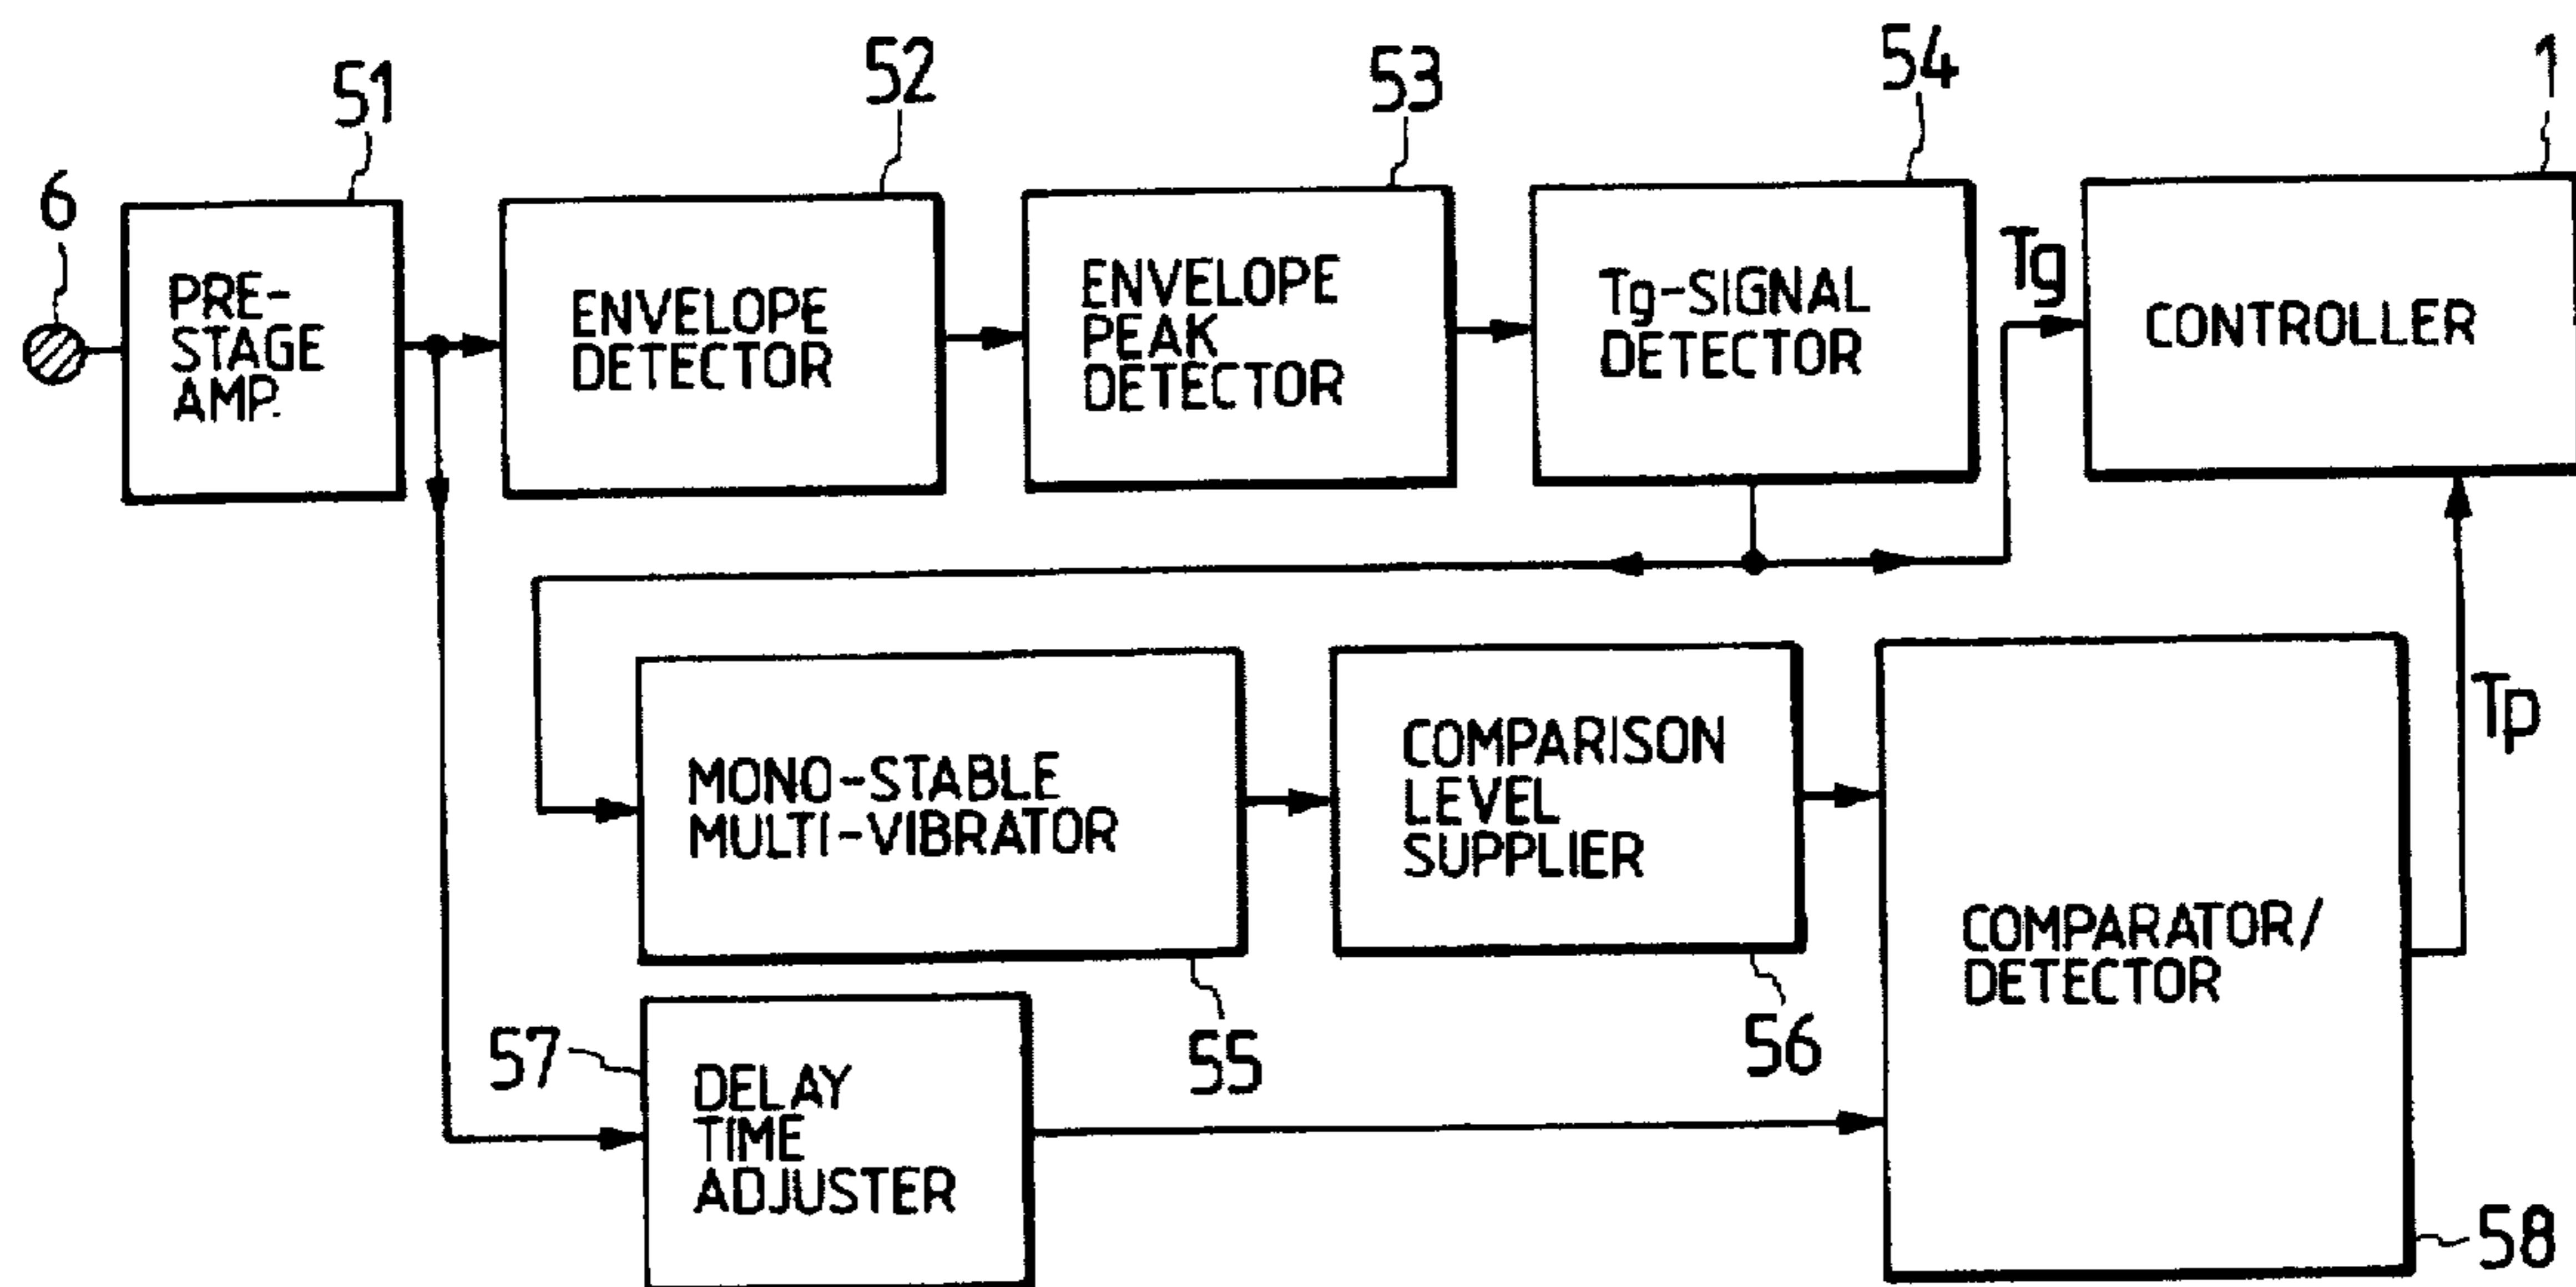 6
51
52
53
54
1
PRE-
STAGE
AMP.
ENVELOPE
DETECTOR
ENVELOPE
PEAK
DETECTOR
Tg-SIGNAL
DETECTOR
Tg
CONTROLLER
MONO-STABLE
MULTI-VIBRATOR
55
COMPARISON
LEVEL
SUPPLIER
56
COMPARATOR/
DETECTOR
Tp
57
DELAY
TIME
ADJUSTER
58